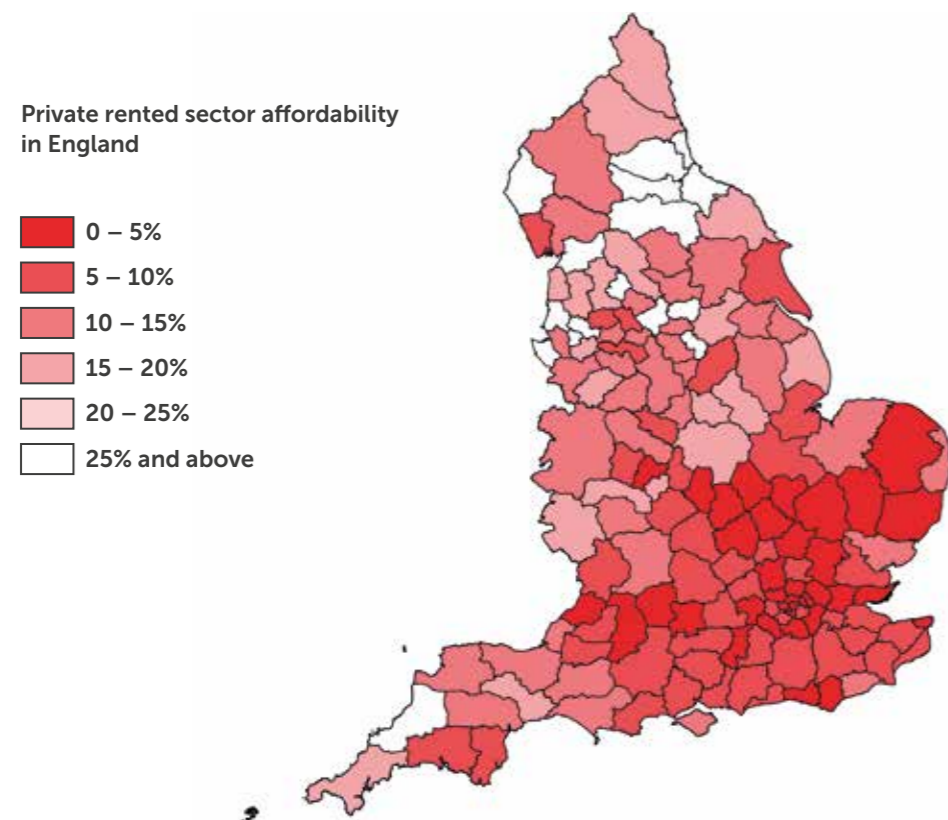 Private rented sector affordability
in England
0 – 5%
5 – 10%
10 – 15%
15 – 20%
20 – 25%
25% and above